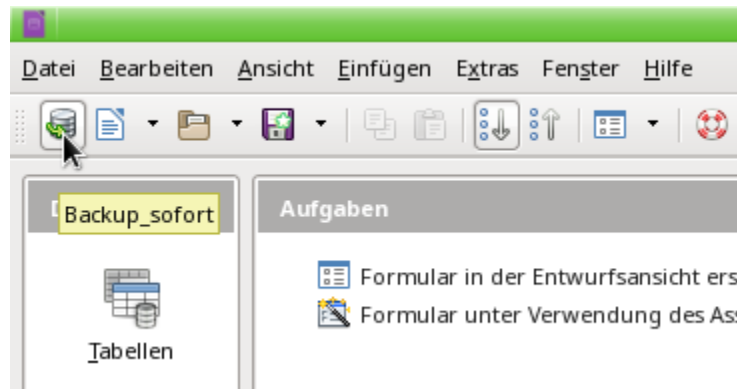 Datei Bearbeiten Ansicht Einfügen Extras Fenster Hilfe
Backup_sofort
Aufgaben
Formular in der Entwurfsansicht ers
Formular unter Verwendung des Ass
Tabellen